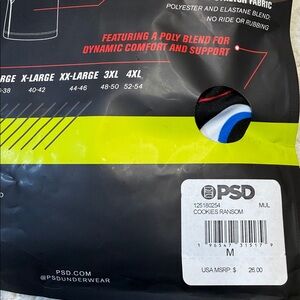 STRETCH FABRIC
POLYESTER AND ELASTANE BLEND
NO RIDE OR RUBBING
FEATURING A POLY BLEND FOR
DYNAMIC COMFORT AND SUPPORT
X-LARGE XX-LARGE 3XL 4XL
40-42 44-46 48-50 52-54
PSD
125180254 MUL
COOKIES RANSOM
M
USA MSRP: $ 26.00
PSD.COM
@PSDUNDERWEAR